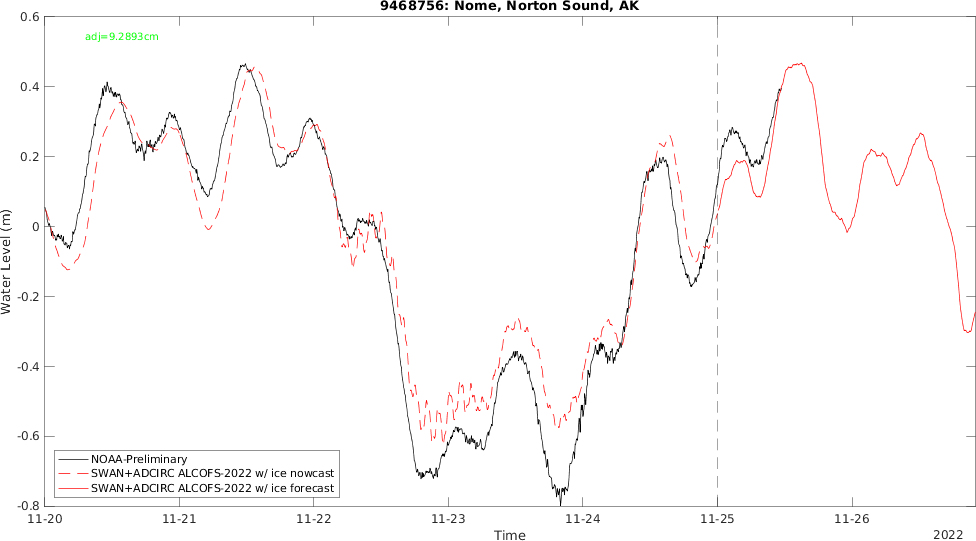 9468756: Nome, Norton Sound, AK
adj=9.2893cm
0.6
0.4
0.2
0
-0.2
-0.4
-0.6
-0.8
Water Level (m)
NOAA-Preliminary
SWAN+ADCIRC ALCOFS-2022 w/ ice nowcast
SWAN+ADCIRC ALCOFS-2022 w/ ice forecast
11-20 11-21 11-22 11-23 11-24 11-25 11-26
Time
2022